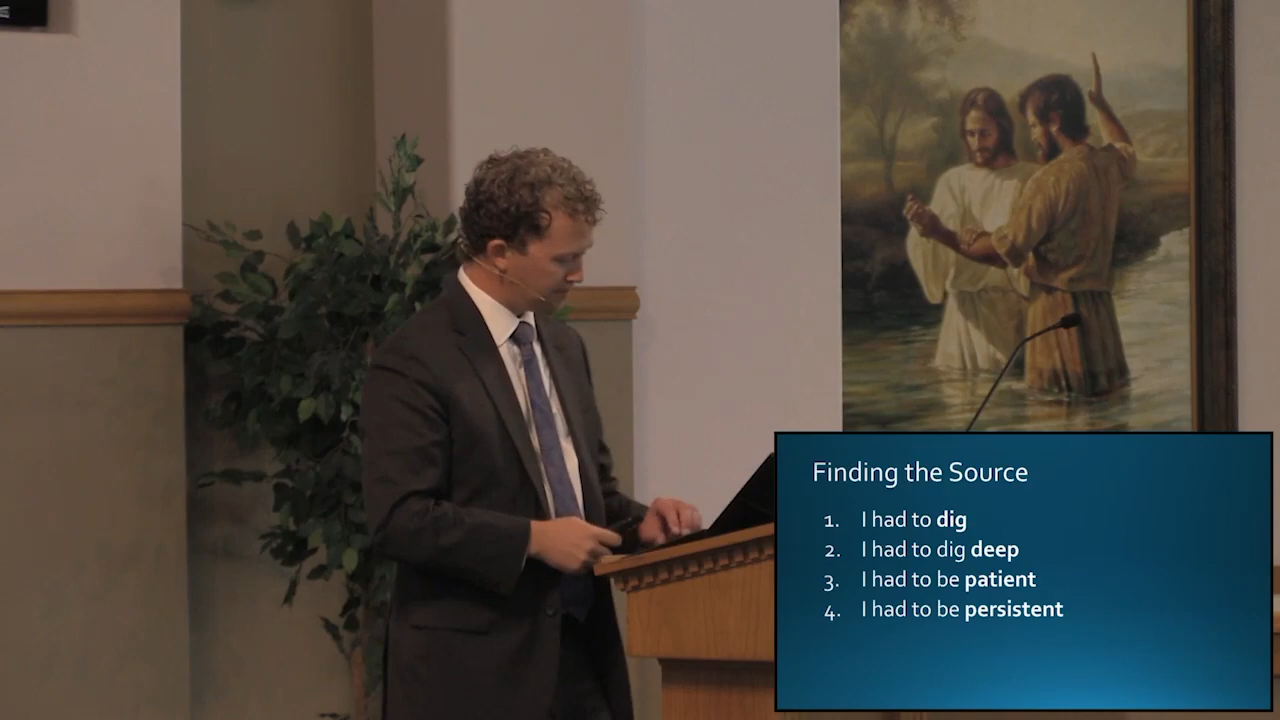 Finding the Source
1. I had to dig
2. I had to dig deep
3. I had to be patient
4. I had to be persistent